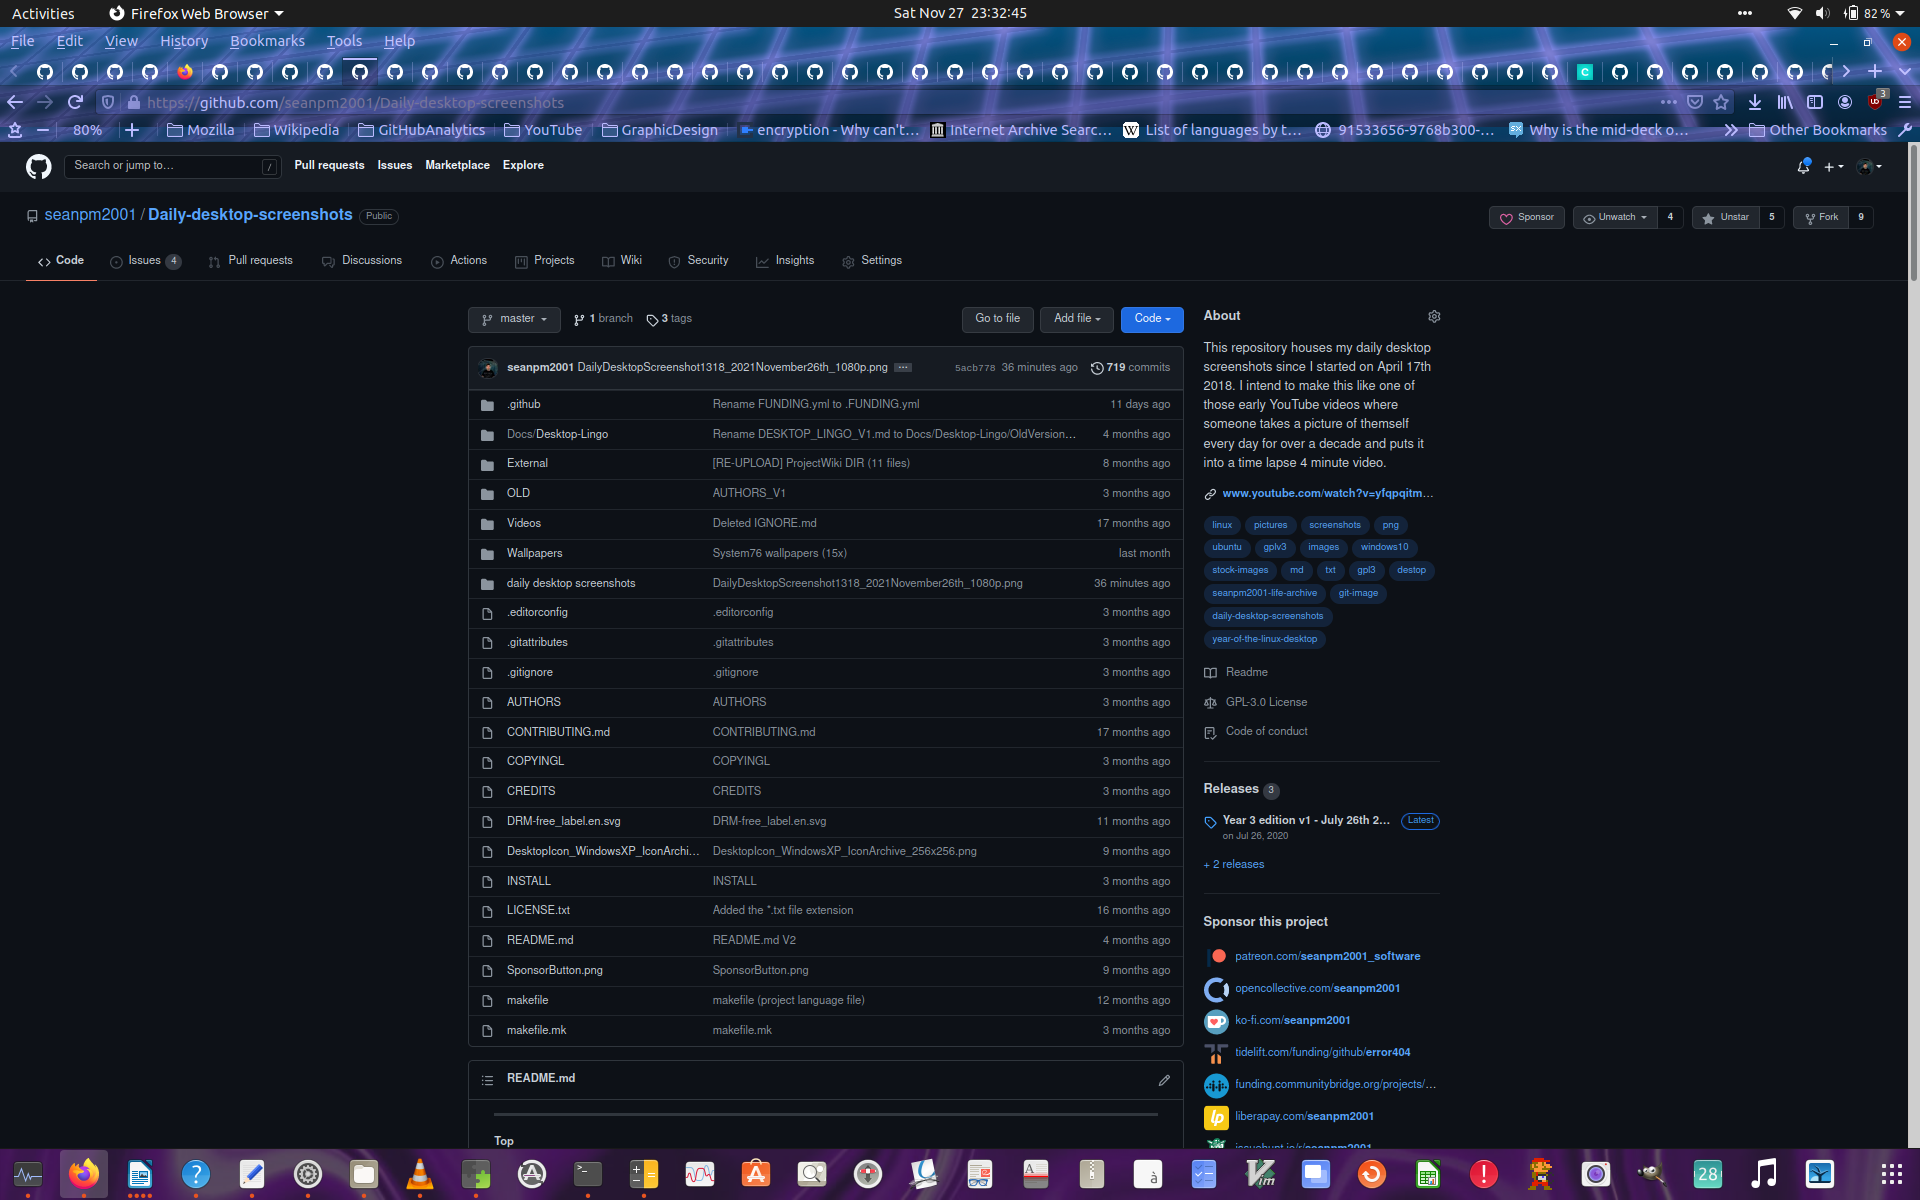 Activities Firefox Web Browser Sat Nov 27 23:32:45 82 %
File Edit View History Bookmarks Tools Help
https://github.com/seanpm2001/Daily-desktop-screenshots 3
80% Mozilla Wikipedia GitHubAnalytics YouTube GraphicDesign encryption - Why can't… Internet Archive Searc… List of languages by t… 91533656-9768b300-… Why is the mid-deck o… Other Bookmarks
Search or jump to… / Pull requests Issues Marketplace Explore
seanpm2001 / Daily-desktop-screenshots Public Sponsor Unwatch 4 Unstar 5 Fork 9
Code Issues 4 Pull requests Discussions Actions Projects Wiki Security Insights Settings
master 1 branch 3 tags Go to file Add file Code
seanpm2001 DailyDesktopScreenshot1318_2021November26th_1080p.png ... 5acb778 36 minutes ago 719 commits
.github Rename FUNDING.yml to .FUNDING.yml 11 days ago
Docs/Desktop-Lingo Rename DESKTOP_LINGO_V1.md to Docs/Desktop-Lingo/OldVersion… 4 months ago
External [RE-UPLOAD] ProjectWiki DIR (11 files) 8 months ago
OLD AUTHORS_V1 3 months ago
Videos Deleted IGNORE.md 17 months ago
Wallpapers System76 wallpapers (15x) last month
daily desktop screenshots DailyDesktopScreenshot1318_2021November26th_1080p.png 36 minutes ago
.editorconfig .editorconfig 3 months ago
.gitattributes .gitattributes 3 months ago
.gitignore .gitignore 3 months ago
AUTHORS AUTHORS 3 months ago
CONTRIBUTING.md CONTRIBUTING.md 17 months ago
COPYINGL COPYINGL 3 months ago
CREDITS CREDITS 3 months ago
DRM-free_label.en.svg DRM-free_label.en.svg 11 months ago
DesktopIcon_WindowsXP_IconArchi… DesktopIcon_WindowsXP_IconArchive_256x256.png 9 months ago
INSTALL INSTALL 3 months ago
LICENSE.txt Added the *.txt file extension 16 months ago
README.md README.md V2 4 months ago
SponsorButton.png SponsorButton.png 9 months ago
makefile makefile (project language file) 12 months ago
makefile.mk makefile.mk 3 months ago
README.md
Top
About
This repository houses my daily desktop
screenshots since I started on April 17th
2018. I intend to make this like one of
those early YouTube videos where
someone takes a picture of themself
every day for over a decade and puts it
into a time lapse 4 minute video.
www.youtube.com/watch?v=yfqpqitm…
linux pictures screenshots png
ubuntu gplv3 images windows10
stock-images md txt gpl3 destop
seanpm2001-life-archive git-image
daily-desktop-screenshots
year-of-the-linux-desktop
Readme
GPL-3.0 License
Code of conduct
Releases 3
Year 3 edition v1 - July 26th 2… Latest
on Jul 26, 2020
+ 2 releases
Sponsor this project
patreon.com/seanpm2001_software
opencollective.com/seanpm2001
ko-fi.com/seanpm2001
tidelift.com/funding/github/error404
funding.communitybridge.org/projects/…
liberapay.com/seanpm2001
issuehunt.io/r/seanpm2001
28